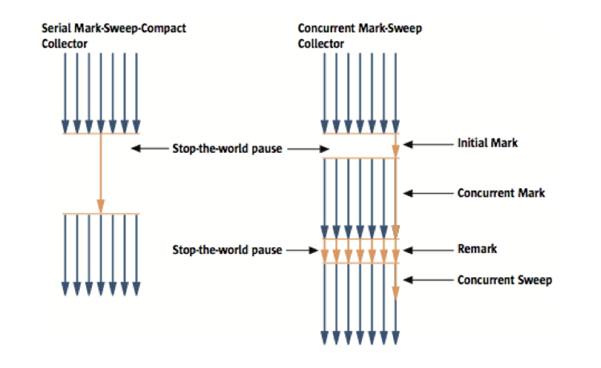 Serial Mark-Sweep-Compact
Collector
Concurrent Mark-Sweep
Collector
Stop-the-world pause
Initial Mark
Concurrent Mark
Stop-the-world pause
Remark
Concurrent Sweep